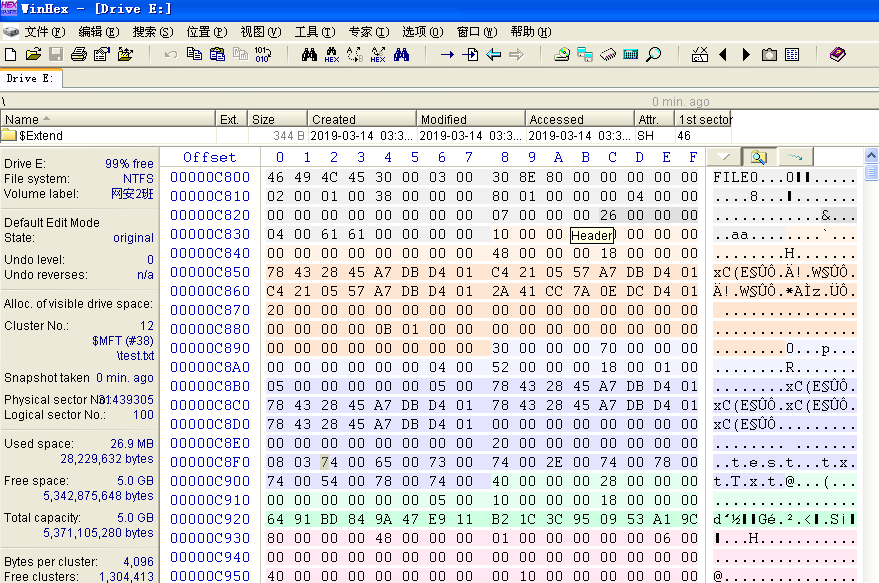 WinHex - [Drive E:]
文件(F) 编辑(E) 搜索(S) 位置(P) 视图(V) 工具(T) 专家(I) 选项(O) 窗口(W) 帮助(H)
Drive E:
\ 0 min. ago
Name Ext. Size Created Modified Accessed Attr. 1st sector
$Extend 344 B 2019-03-14 03:3... 2019-03-14 03:3... 2019-03-14 03:3... SH 46
Drive E: 99% free
File system: NTFS
Volume label: 网安2班
Default Edit Mode
State: original
Undo level: 0
Undo reverses: n/a
Alloc. of visible drive space:
Cluster No.: 12
$MFT (#38)
\test.txt
Snapshot taken 0 min. ago
Physical sector No.: 31439305
Logical sector No.: 100
Used space: 26.9 MB
28,229,632 bytes
Free space: 5.0 GB
5,342,875,648 bytes
Total capacity: 5.0 GB
5,371,105,280 bytes
Bytes per cluster: 4,096
Free clusters: 1,304,413
Offset 0 1 2 3 4 5 6 7 8 9 A B C D E F
00000C800 46 49 4C 45 30 00 03 00 30 8E 80 00 00 00 00 00 FILE0...0
00000C810 02 00 01 00 38 00 00 00 80 01 00 00 00 04 00 00 ....8...
00000C820 00 00 00 00 00 00 00 00 07 00 00 00 26 00 00 00 ............&...
00000C830 04 00 61 61 00 00 00 00 10 00 00 Header 00 00 00 ..aa........`...
00000C840 00 00 00 00 00 00 00 00 48 00 00 00 18 00 00 00 ........H.......
00000C850 78 43 28 45 A7 DB D4 01 C4 21 05 57 A7 DB D4 01 xC(E§ÛÔ.Ä!.W§ÛÔ.
00000C860 C4 21 05 57 A7 DB D4 01 2A 41 CC 7A 0E DC D4 01 Ä!.W§ÛÔ.*AÌz.ÜÔ.
00000C870 20 00 00 00 00 00 00 00 00 00 00 00 00 00 00 00 ...............
00000C880 00 00 00 00 0B 01 00 00 00 00 00 00 00 00 00 00 ................
00000C890 00 00 00 00 00 00 00 00 30 00 00 00 70 00 00 00 ........0...p...
00000C8A0 00 00 00 00 00 00 04 00 52 00 00 00 18 00 01 00 ........R.......
00000C8B0 05 00 00 00 00 00 05 00 78 43 28 45 A7 DB D4 01 ........xC(E§ÛÔ.
00000C8C0 78 43 28 45 A7 DB D4 01 78 43 28 45 A7 DB D4 01 xC(E§ÛÔ.xC(E§ÛÔ.
00000C8D0 78 43 28 45 A7 DB D4 01 00 00 00 00 00 00 00 00 xC(E§ÛÔ.........
00000C8E0 00 00 00 00 00 00 00 00 20 00 00 00 00 00 00 00 ........ .......
00000C8F0 08 03 74 00 65 00 73 00 74 00 2E 00 74 00 78 00 ..t.e.s.t...t.x.
00000C900 74 00 54 00 78 00 74 00 40 00 00 00 28 00 00 00 t.T.x.t.@...(...
00000C910 00 00 00 00 00 00 05 00 10 00 00 00 18 00 00 00 ................
00000C920 64 91 BD 84 9A 47 E9 11 B2 1C 3C 95 09 53 A1 9C
00000C930 80 00 00 00 48 00 00 00 01 00 00 00 00 00 06 00 ...H...........
00000C940 00 00 00 00 00 00 00 00 00 00 00 00 00 00 00 00 ................
00000C950 40 00 00 00 00 00 00 00 00 10 00 00 00 00 00 00 @...............